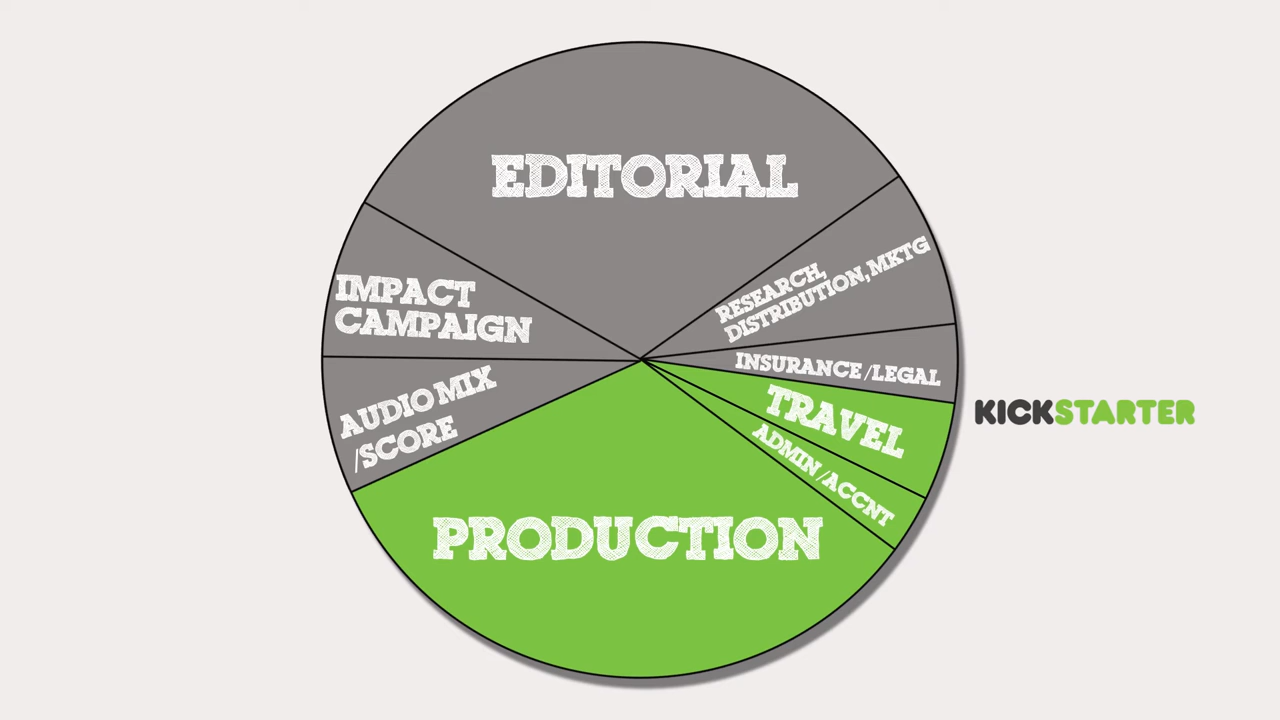 EDITORIAL
RESEARCH,
DISTRIBUTION, MKTG
IMPACT
CAMPAIGN
INSURANCE/LEGAL
AUDIO MIX
/SCORE
TRAVEL
KICKSTARTER
ADMIN/ACCNT
PRODUCTION